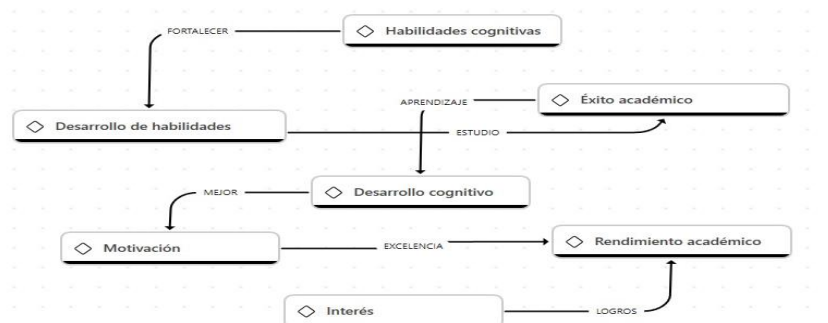 Habilidades cognitivas
FORTALECER
Éxito académico
APRENDIZAJE
Desarrollo de habilidades
ESTUDIO
Desarrollo cognitivo
MEJOR
Motivación
EXCELENCIA
Rendimiento académico
Interés
LOGROS